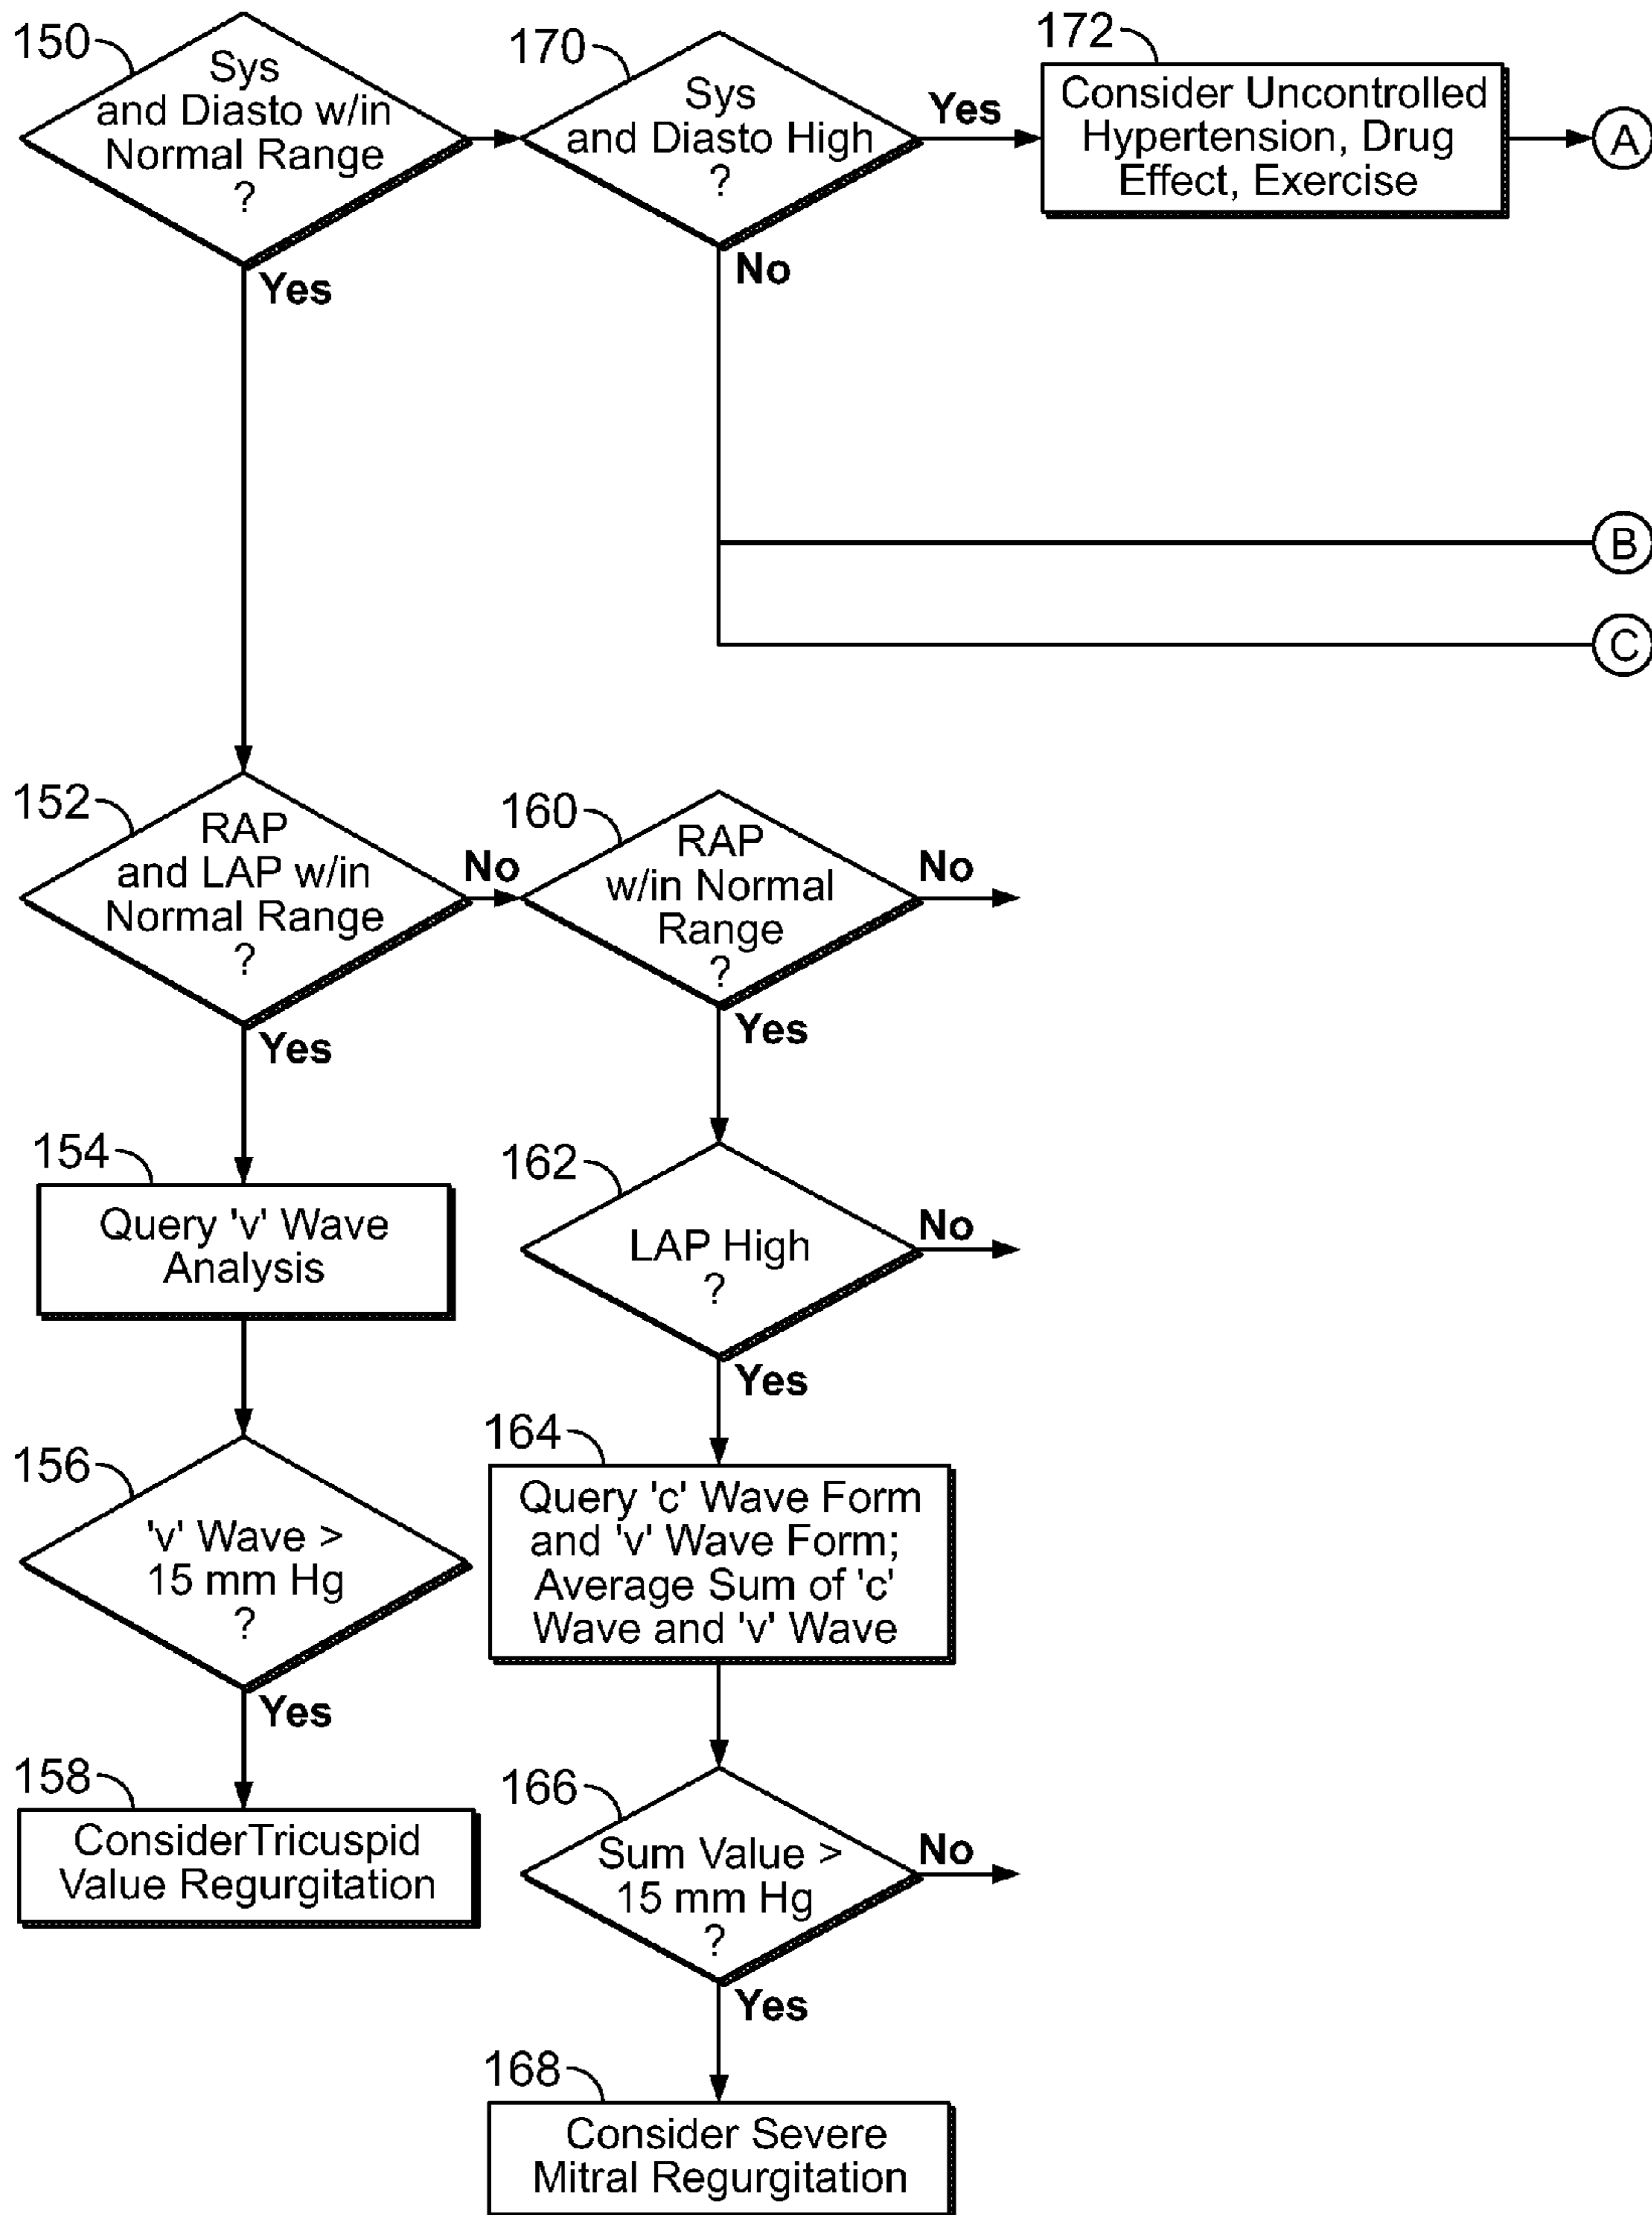 150
Sys
and Diasto w/in
Normal Range
?
Yes
170
Sys
and Diasto High
?
Yes
No
172
Consider Uncontrolled
Hypertension, Drug
Effect, Exercise
A
B
C
152
RAP
and LAP w/in
Normal Range
?
No
Yes
160
RAP
w/in Normal
Range
?
No
Yes
154
Query 'v' Wave
Analysis
162
LAP High
?
No
Yes
156
'v' Wave >
15 mm Hg
?
Yes
164
Query 'c' Wave Form
and 'v' Wave Form;
Average Sum of 'c'
Wave and 'v' Wave
158
ConsiderTricuspid
Value Regurgitation
166
Sum Value >
15 mm Hg
?
No
Yes
168
Consider Severe
Mitral Regurgitation